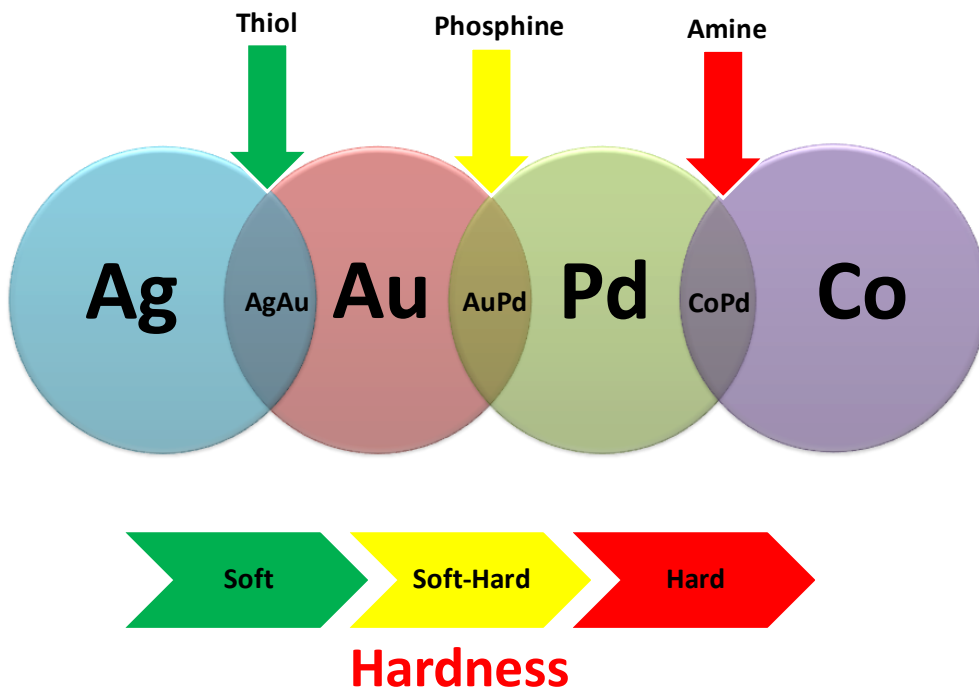 Thiol Phosphine Amine
Ag AgAu Au AuPd Pd CoPd Co
Soft Soft-Hard Hard
Hardness